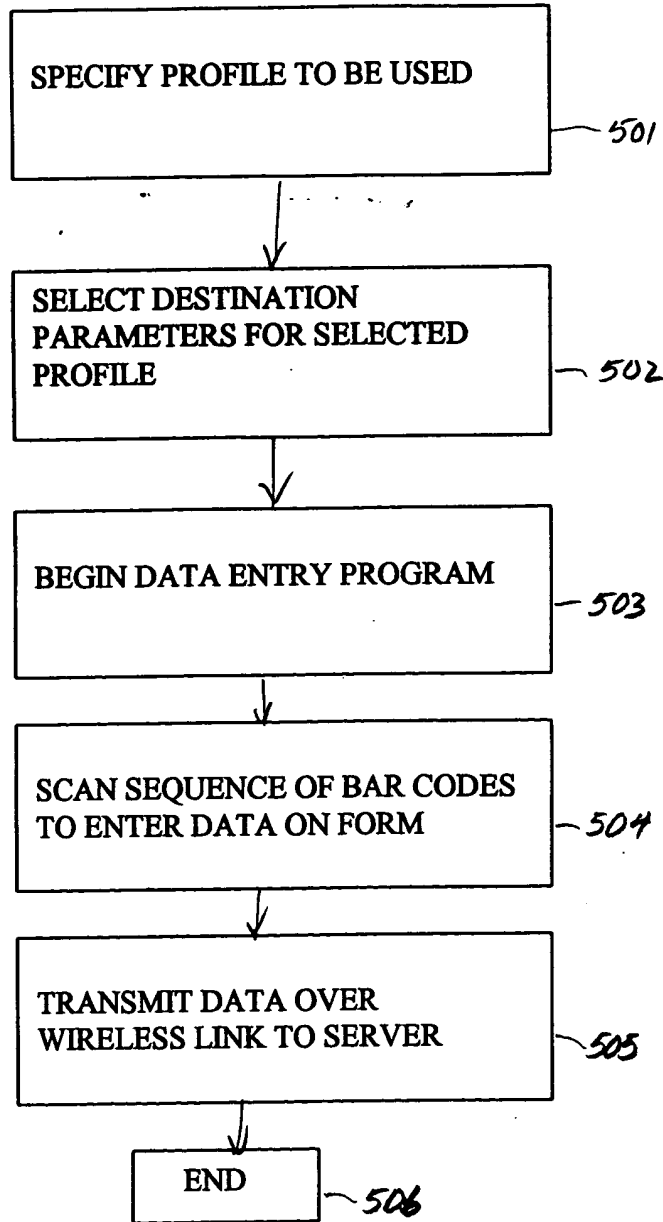 SPECIFY PROFILE TO BE USED
501
SELECT DESTINATION
PARAMETERS FOR SELECTED
PROFILE
502
BEGIN DATA ENTRY PROGRAM
503
SCAN SEQUENCE OF BAR CODES
TO ENTER DATA ON FORM
504
TRANSMIT DATA OVER
WIRELESS LINK TO SERVER
505
END
506